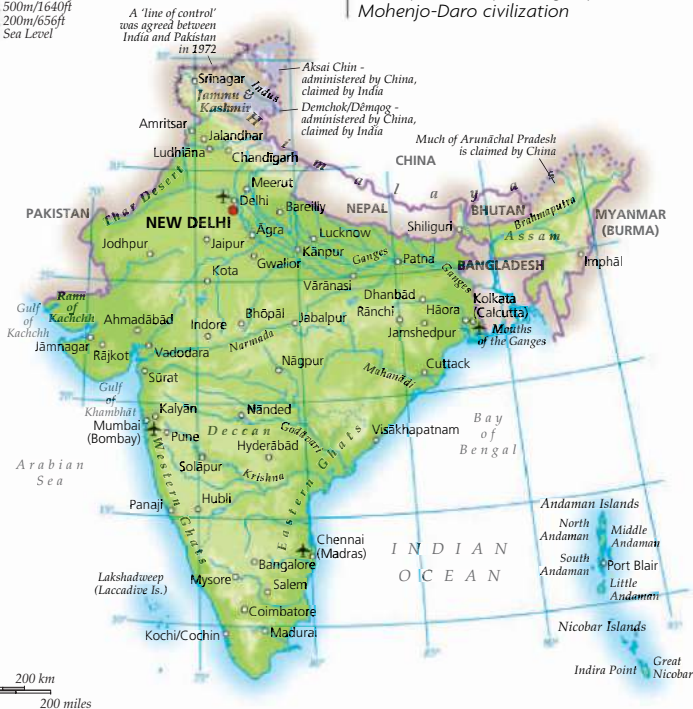 500m/1640ft
200m/656ft
Sea Level
Mohenjo-Daro civilization
A 'line of control'
was agreed between
India and Pakistan
in 1972
Aksai Chin -
administered by China,
claimed by India
Demchok/Dêmqog -
administered by China,
claimed by India
Much of Arunāchal Pradesh
is claimed by China
Srīnagar
Jammu &
Kashmir
Indus
Amritsar
Jalandhar
Ludhiāna
Chandīgarh
Himalaya
CHINA
Thar Desert
Meerut
Delhi
Bareilly
NEW DELHI
PAKISTAN
NEPAL
BHUTAN
Brahmaputra
MYANMAR
(BURMA)
Āgra
Lucknow
Shiliguri
Assam
Jodhpur
Jaipur
Kānpur
Gwalior
Ganges
Patna
BANGLADESH
Imphāl
Kota
Vārānasi
Ganges
Rann
of
Kachchh
Gulf
of
Kachchh
Dhanbād
Kolkata
(Calcutta)
Ahmadābād
Indore
Bhōpāl
Jabalpur
Rānchi
Hāora
Jamshedpur
Mouths
of the Ganges
Jāmnagar
Rājkot
Vadodara
Narmada
Nāgpur
Mahanādi
Cuttack
Sūrat
Gulf
of
Khambhāt
Kalyān
Nānded
Mumbai
(Bombay)
Pune
Deccan
Godāvari
Visākhapatnam
Bay
of
Bengal
Hyderābād
Arabian
Sea
Solāpur
Krishna
Western Ghats
Eastern Ghats
Panaji
Hubli
Andaman Islands
North
Andaman
Middle
Andaman
Chennai
(Madras)
INDIAN
OCEAN
South
Andaman
Port Blair
Little
Andaman
Bangalore
Lakshadweep
(Laccadive Is.)
Mysore
Salem
Coimbatore
Nicobar Islands
Kochi/Cochin
Madurai
Indira Point
Great
Nicobar
200 km
200 miles